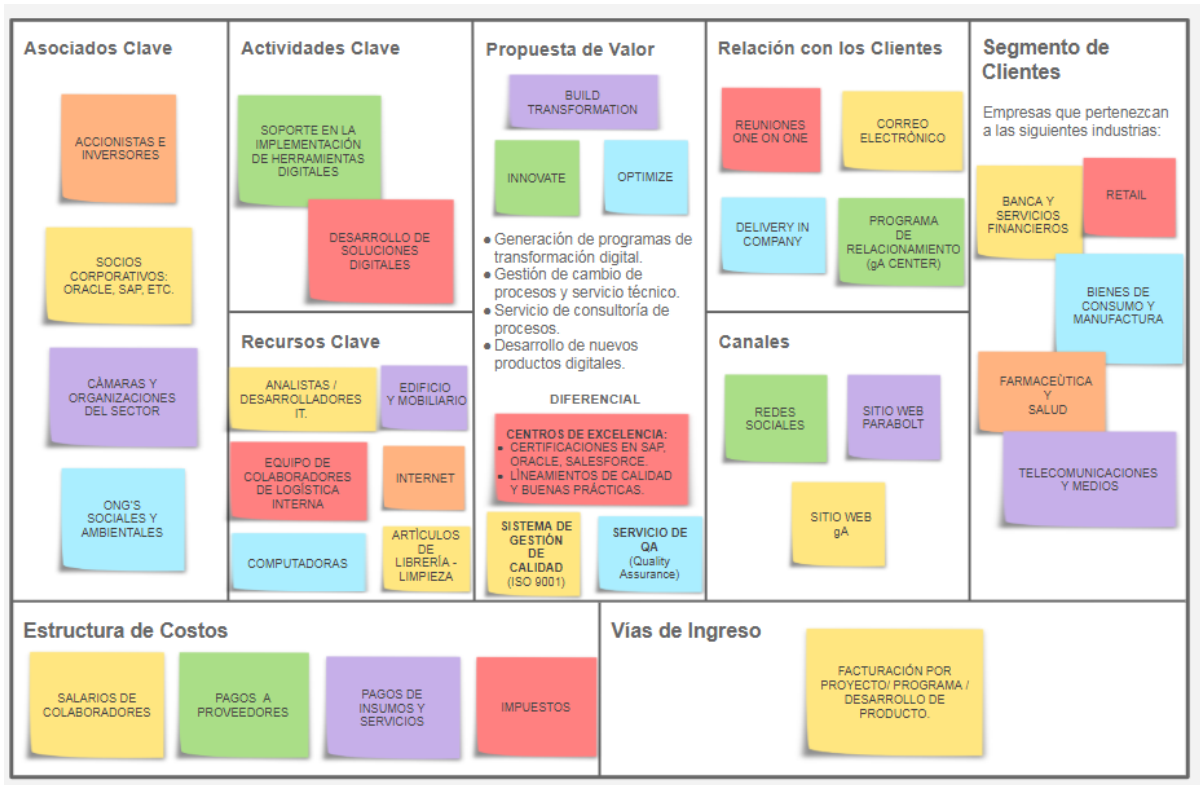 Asociados Clave
ACCIONISTAS E
INVERSORES
SOCIOS
CORPORATIVOS:
ORACLE, SAP, ETC.
CÀMARAS Y
ORGANIZACIONES
DEL SECTOR
ONG'S
SOCIALES Y
AMBIENTALES
Actividades Clave
SOPORTE EN LA
IMPLEMENTACIÓN
DE HERRAMIENTAS
DIGITALES
DESARROLLO DE
SOLUCIONES
DIGITALES
Recursos Clave
ANALISTAS /
DESARROLLADORES
IT.
EDIFICIO
Y MOBILIARIO
EQUIPO DE
COLABORADORES
DE LOGÍSTICA
INTERNA
INTERNET
COMPUTADORAS
ARTÌCULOS
DE
LIBRERÍA -
LIMPIEZA
Propuesta de Valor
BUILD
TRANSFORMATION
INNOVATE
OPTIMIZE
● Generación de programas de
transformación digital.
● Gestión de cambio de
procesos y servicio técnico.
● Servicio de consultoría de
procesos.
● Desarrollo de nuevos
productos digitales.
DIFERENCIAL
CENTROS DE EXCELENCIA:
• CERTIFICACIONES EN SAP,
ORACLE, SALESFORCE.
• LÌNEAMIENTOS DE CALIDAD
Y BUENAS PRÁCTICAS.
SISTEMA DE
GESTIÓN
DE
CALIDAD
(ISO 9001)
SERVICIO DE
QA
(Quality
Assurance)
Relación con los Clientes
REUNIONES
ONE ON ONE
CORREO
ELECTRÓNICO
DELIVERY IN
COMPANY
PROGRAMA
DE
RELACIONAMIENTO
(gA CENTER)
Canales
REDES
SOCIALES
SITIO WEB
PARABOLT
SITIO WEB
gA
Segmento de
Clientes
Empresas que pertenezcan
a las siguientes industrias:
BANCA Y
SERVICIOS
FINANCIEROS
RETAIL
BIENES DE
CONSUMO Y
MANUFACTURA
FARMACEÙTICA
Y
SALUD
TELECOMUNICACIONES
Y MEDIOS
Estructura de Costos
SALARIOS DE
COLABORADORES
PAGOS A
PROVEEDORES
PAGOS DE
INSUMOS Y
SERVICIOS
IMPUESTOS
Vías de Ingreso
FACTURACIÓN POR
PROYECTO/ PROGRAMA /
DESARROLLO DE
PRODUCTO.